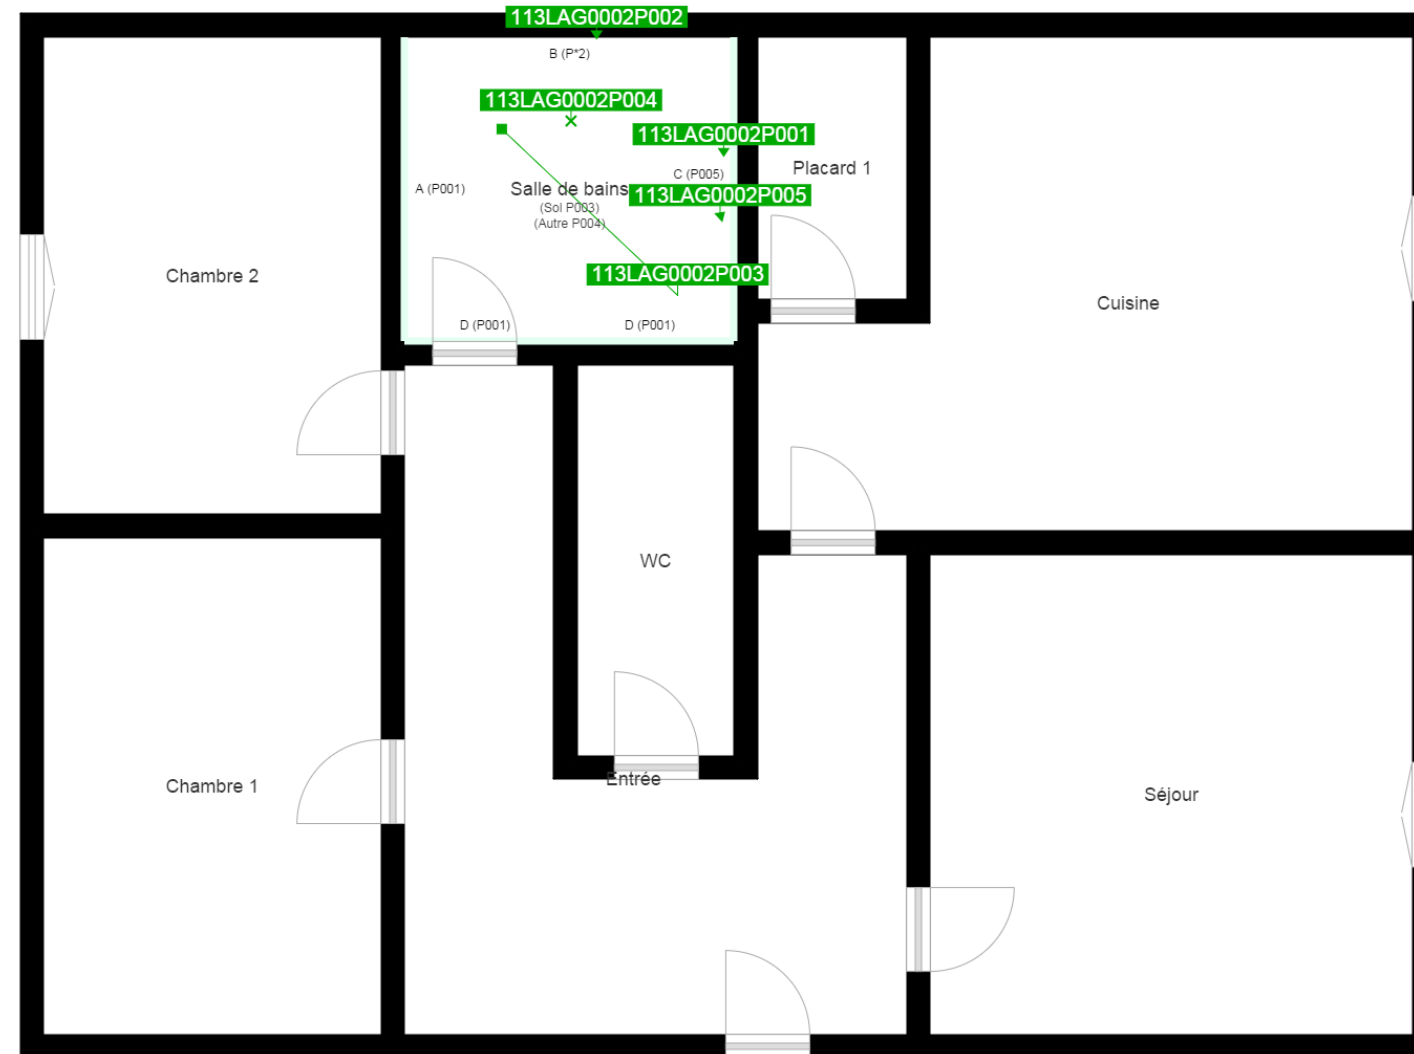 113LAG0002P002
B (P*2)
113LAG0002P004
113LAG0002P001
Placard 1
C (P005)
A (P001)
Salle de bains
113LAG0002P005
(Sol P003)
(Autre P004)
113LAG0002P003
Chambre 2
Cuisine
D (P001)
D (P001)
WC
Entrée
Chambre 1
Séjour